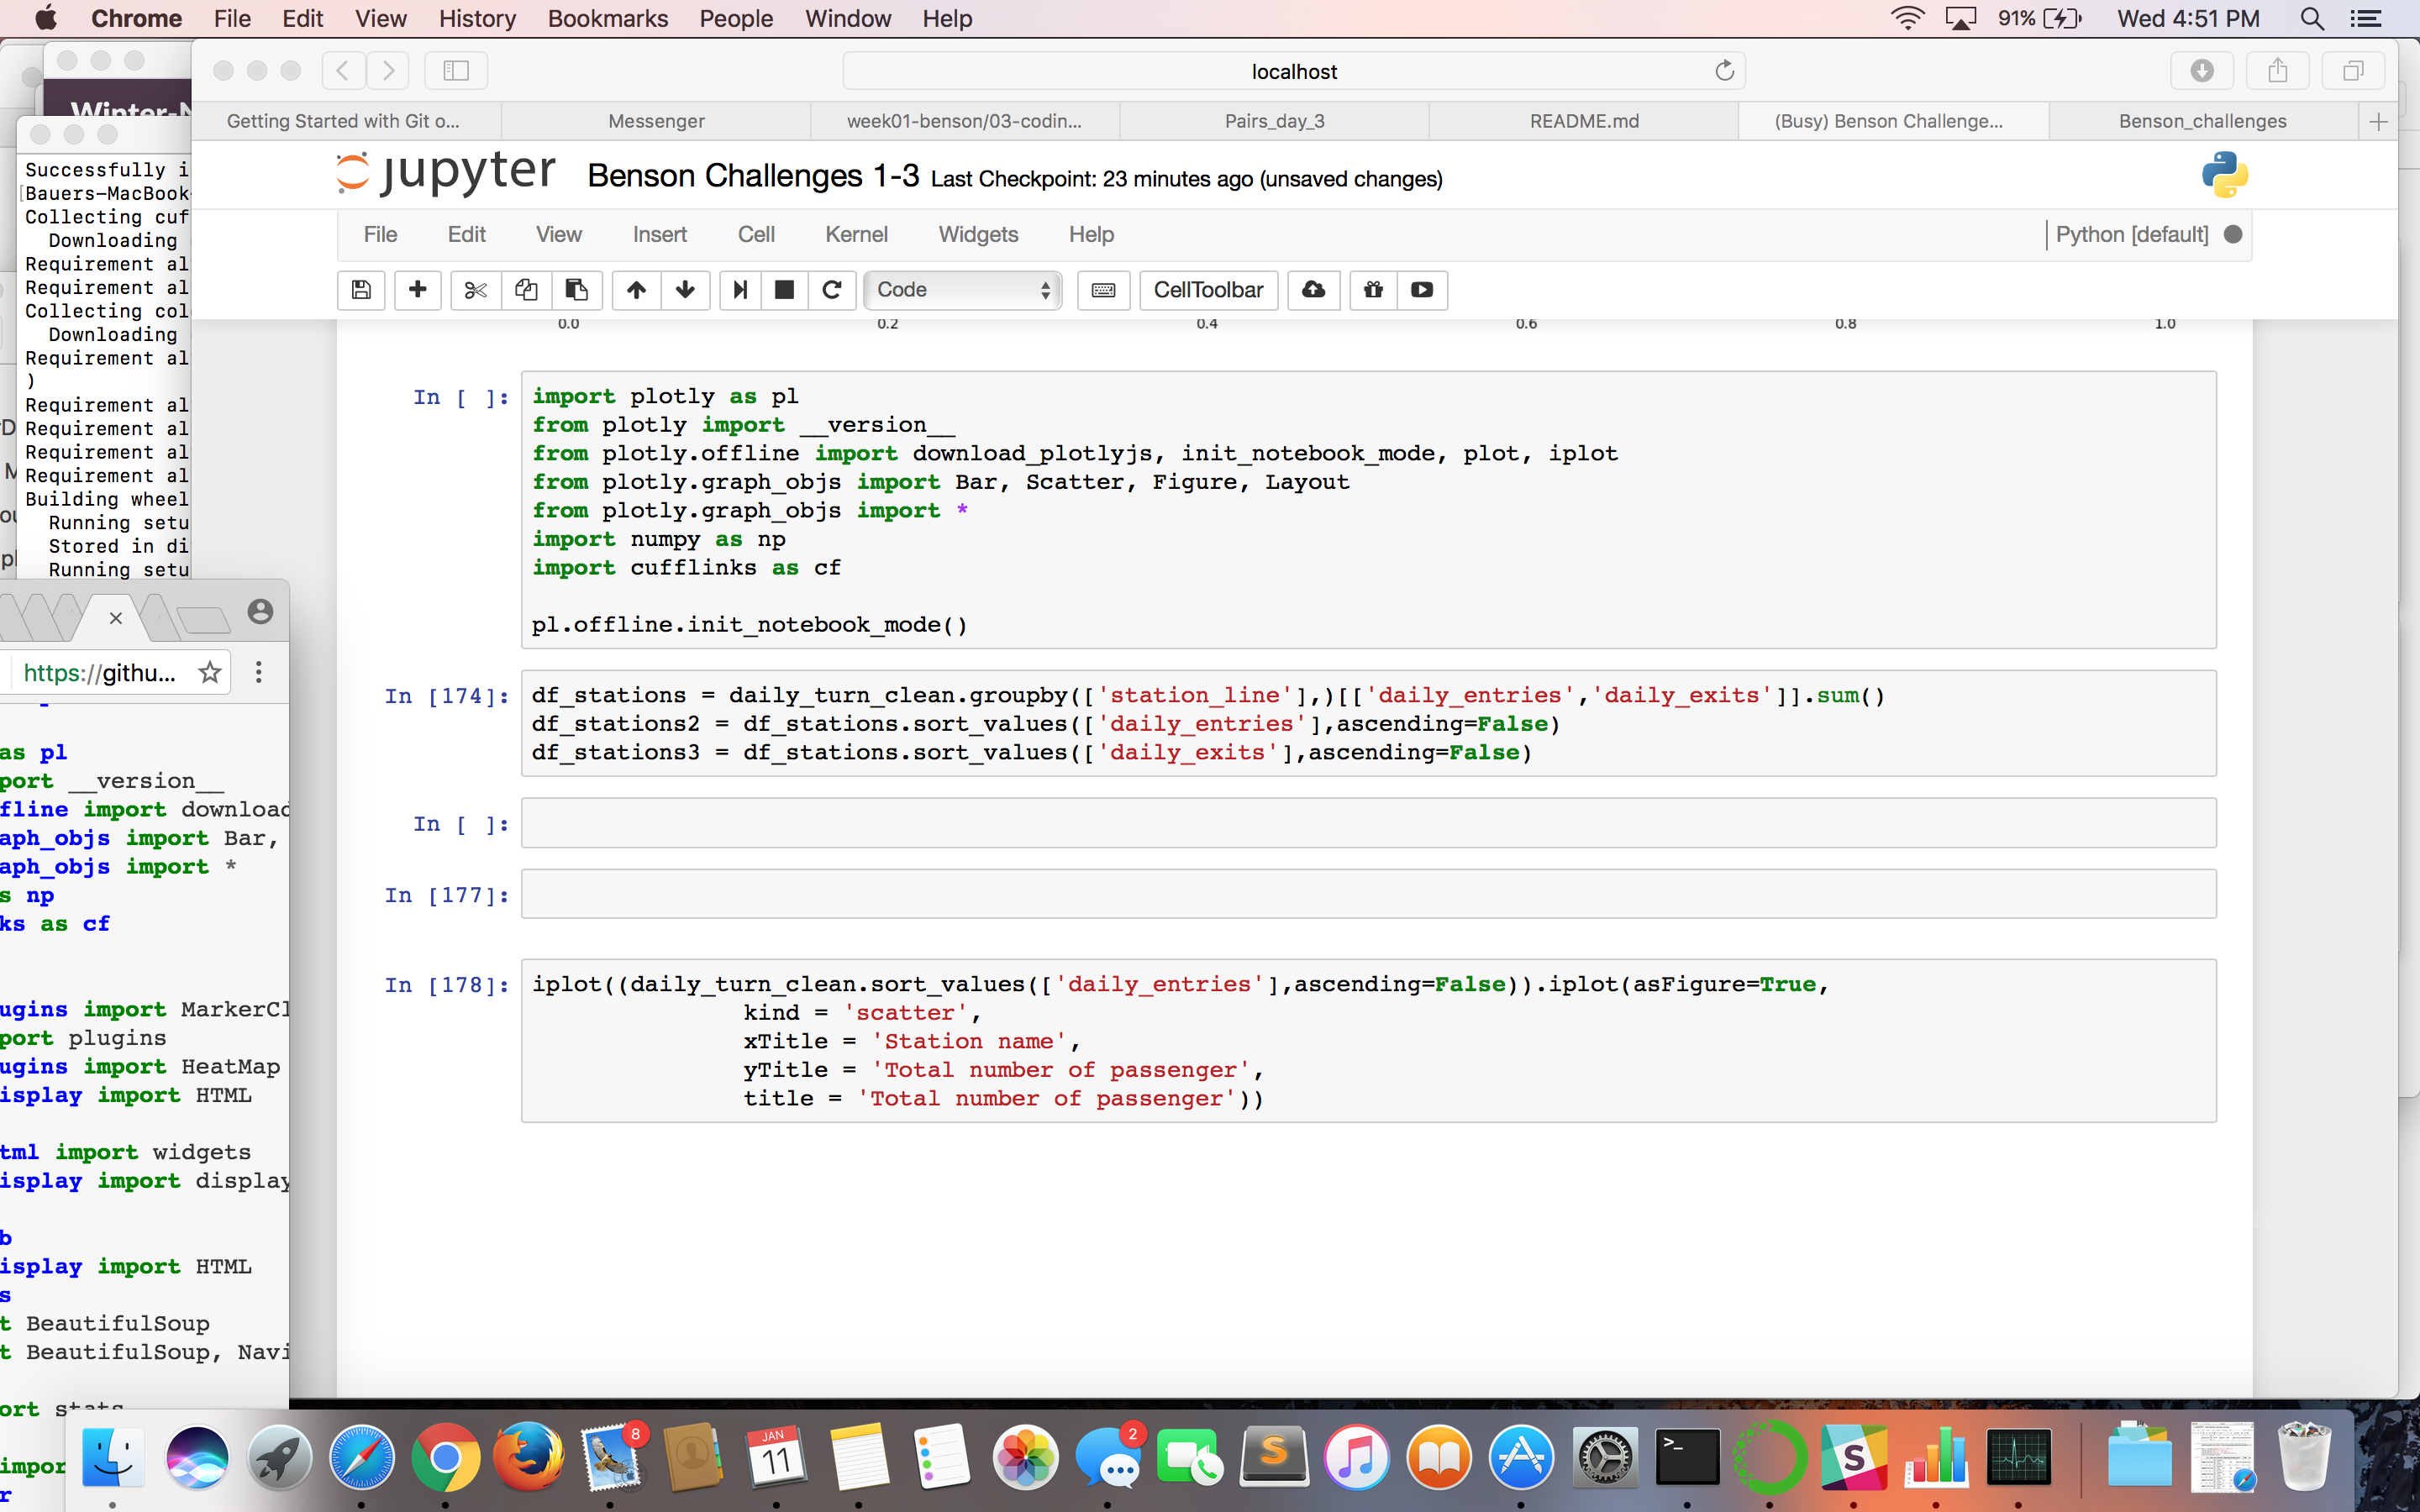 Chrome File Edit View History Bookmarks People Window Help 91% Wed 4:51 PM
localhost
Getting Started with Git o... Messenger week01-benson/03-codin... Pairs_day_3 README.md (Busy) Benson Challenge... Benson_challenges
jupyter Benson Challenges 1-3 Last Checkpoint: 23 minutes ago (unsaved changes)
File Edit View Insert Cell Kernel Widgets Help Python [default]
Code CellToolbar
0.0 0.2 0.4 0.6 0.8 1.0
In [ ]: import plotly as pl
from plotly import __version__
from plotly.offline import download_plotlyjs, init_notebook_mode, plot, iplot
from plotly.graph_objs import Bar, Scatter, Figure, Layout
from plotly.graph_objs import *
import numpy as np
import cufflinks as cf
pl.offline.init_notebook_mode()
In [174]: df_stations = daily_turn_clean.groupby(['station_line'],)[['daily_entries','daily_exits']].sum()
df_stations2 = df_stations.sort_values(['daily_entries'],ascending=False)
df_stations3 = df_stations.sort_values(['daily_exits'],ascending=False)
In [ ]:
In [177]:
In [178]: iplot((daily_turn_clean.sort_values(['daily_entries'],ascending=False)).iplot(asFigure=True,
kind = 'scatter',
xTitle = 'Station name',
yTitle = 'Total number of passenger',
title = 'Total number of passenger'))
Winter-N
Successfully i
[Bauers-MacBook-
Collecting cuf
Downloading
Requirement al
Requirement al
Collecting col
Downloading
Requirement al
)
Requirement al
Requirement al
Requirement al
Requirement al
Building wheel
Running setu
Stored in di
Running setu
https://githu...
as pl
port __version__
fline import download
aph_objs import Bar,
aph_objs import *
s np
ks as cf
ugins import MarkerCl
port plugins
ugins import HeatMap
isplay import HTML
tml import widgets
isplay import display
b
isplay import HTML
s
t BeautifulSoup
t BeautifulSoup, Navi
ort stats
impor
r
8
JAN
11
2